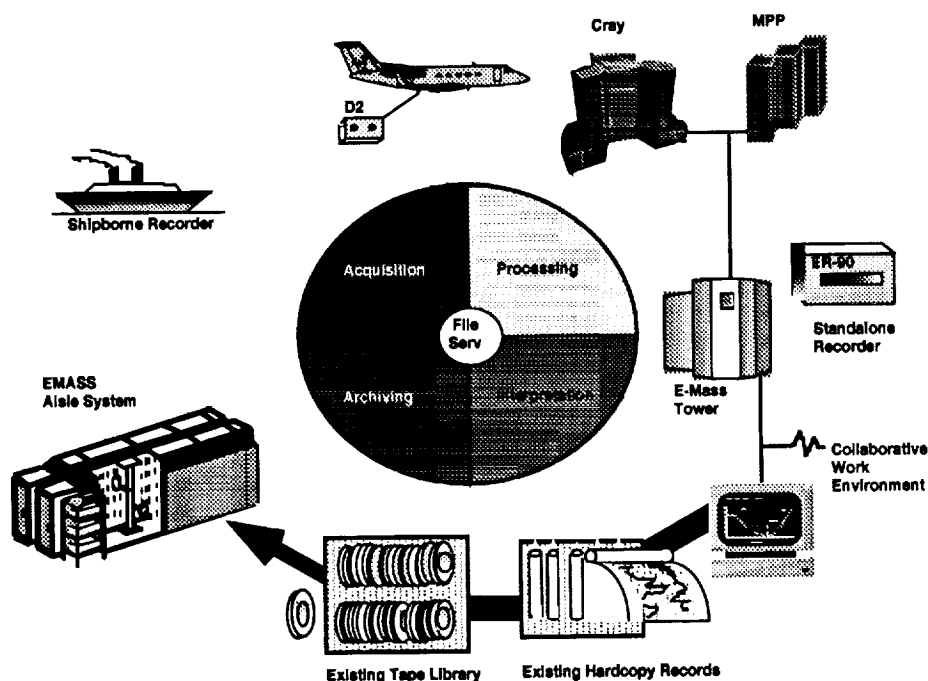 Cray
MPP
D2
Shipborne Recorder
Acquisition
Processing
ER-90
File
Serv
Standalone
Recorder
EMASS
Aisle System
Archiving
Interpretation
E-Mass
Tower
Collaborative
Work
Environment
Existing Tape Library
Existing Hardcopy Records